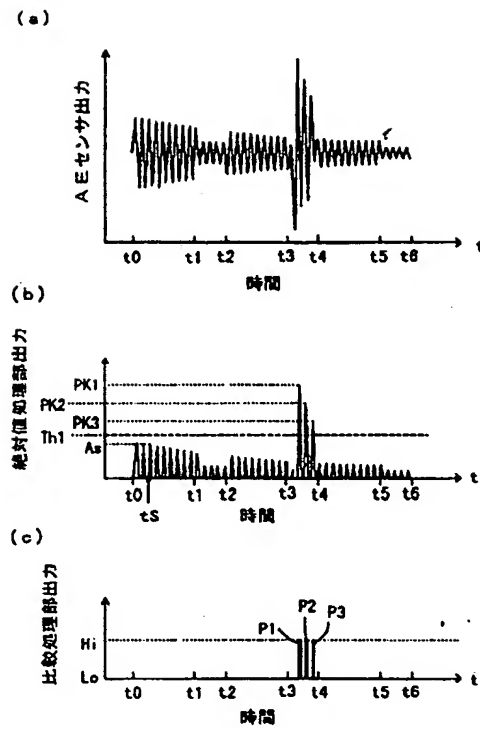 (a)
AEセンサ出力
t0 t1 t2 t3 t4 t5 t6
t
時間
(b)
絶対値処理部出力
PK1
PK2
PK3
Th1
As
t0 t1 t2 t3 t4 t5 t6
t
tS
時間
(c)
比較処理部出力
P1 P2 P3
Hi
Lo
t0 t1 t2 t3 t4 t5 t6
t
時間